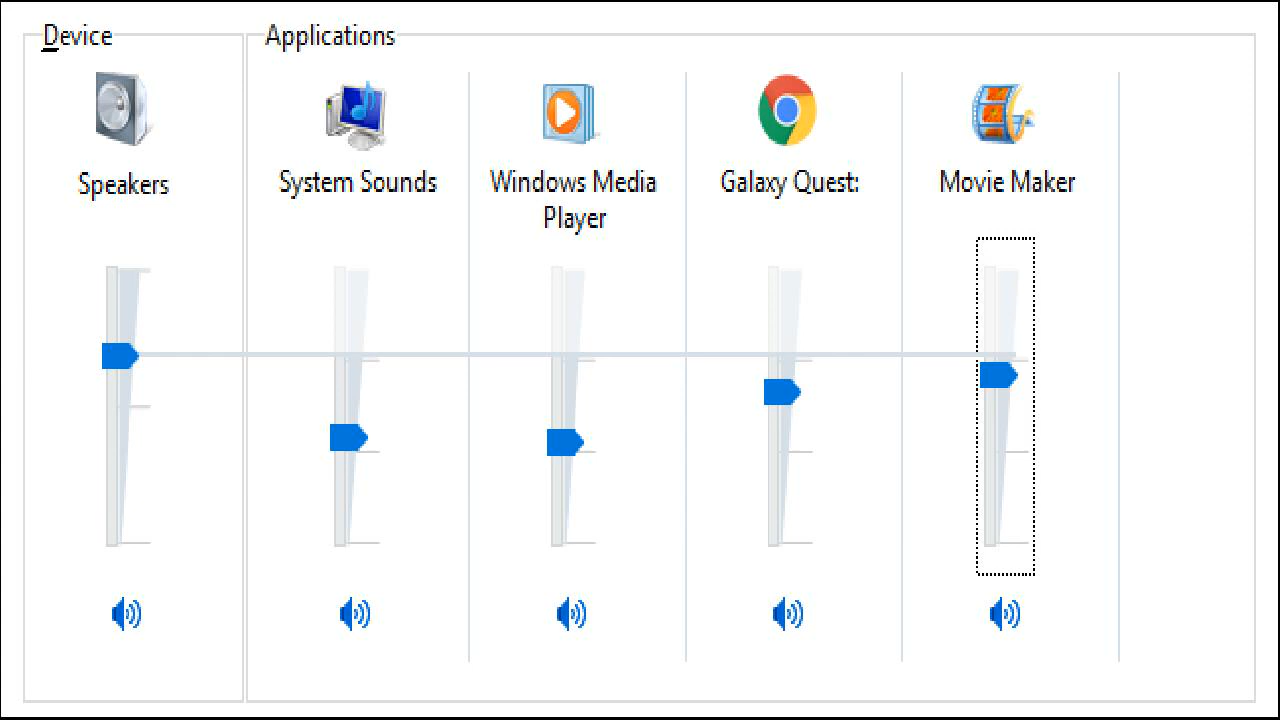 Device
Applications
Speakers
System Sounds
Windows Media
Player
Galaxy Quest:
Movie Maker